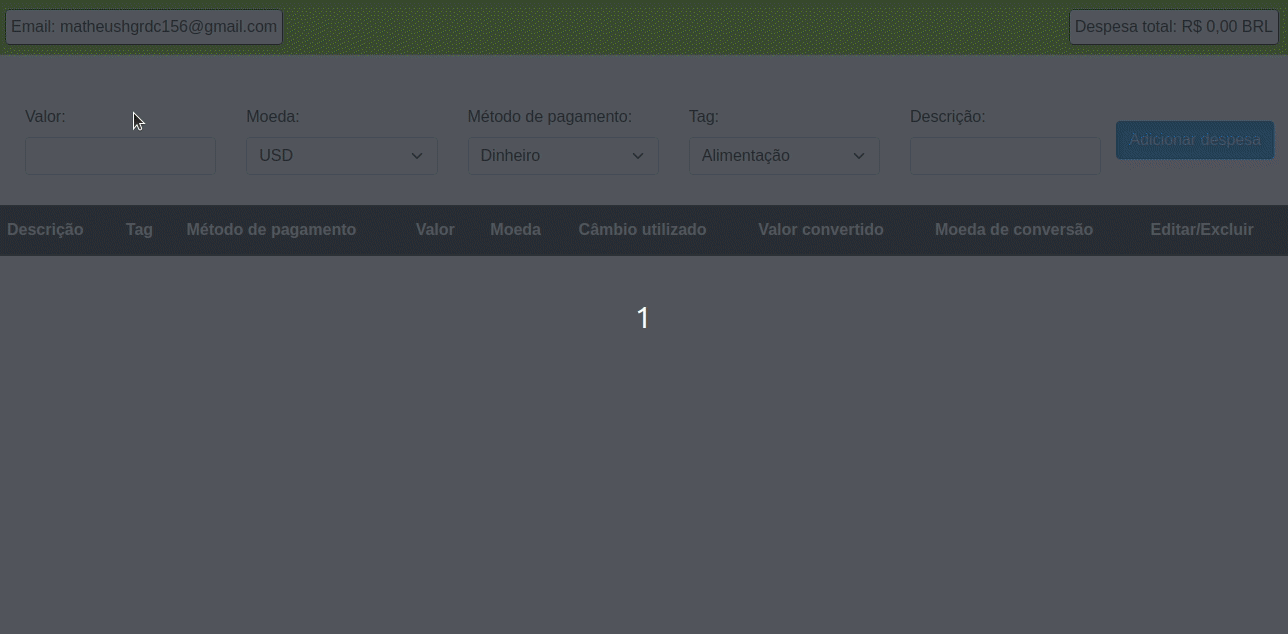 Email: matheushgrdc156@gmail.com Despesa total: R$ 0,00 BRL
Valor: Moeda: Método de pagamento: Tag: Descrição:
USD Dinheiro Alimentação Adicionar despesa
Descrição Tag Método de pagamento Valor Moeda Câmbio utilizado Valor convertido Moeda de conversão Editar/Excluir
1